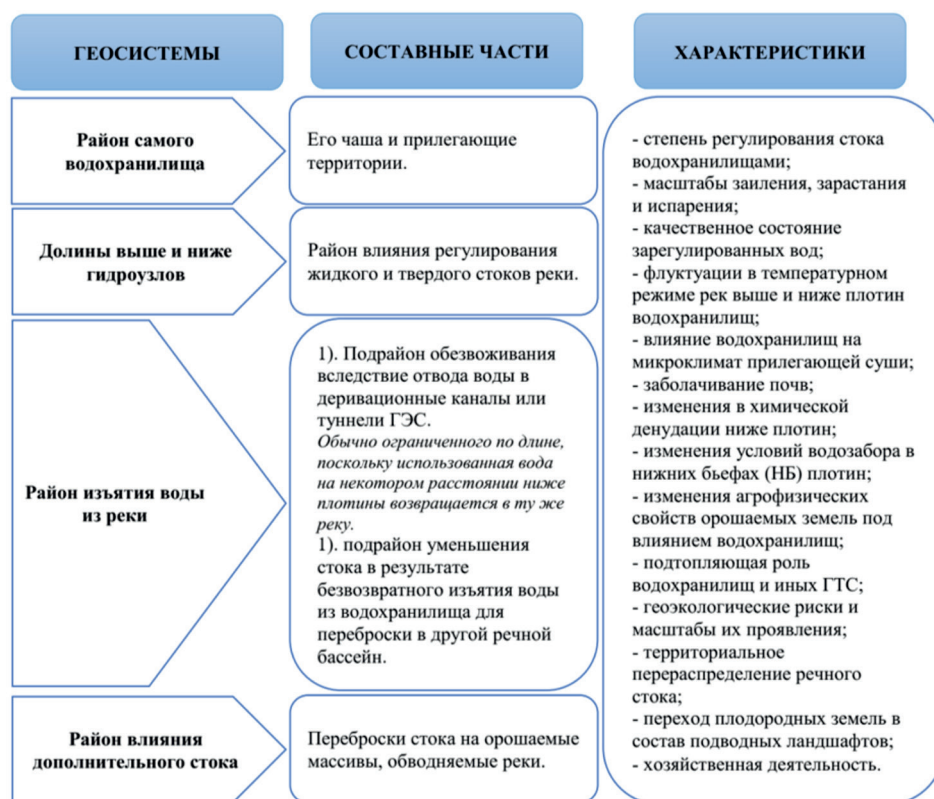 ГЕОСИСТЕМЫ
СОСТАВНЫЕ ЧАСТИ
ХАРАКТЕРИСТИКИ
Район самого
водохранилища
Его чаша и прилегающие
территории.
Долины выше и ниже
гидроузлов
Район влияния регулирования
жидкого и твердого стоков реки.
Район изъятия воды
из реки
1). Подрайон обезвоживания
вследствие отвода воды в
деривационные каналы или
туннели ГЭС.
Обычно ограниченного по длине,
поскольку использованная вода
на некотором расстоянии ниже
плотины возвращается в ту же
реку.
1). подрайон уменьшения
стока в результате
безвозвратного изъятия воды
из водохранилища для
переброски в другой речной
бассейн.
Район влияния
дополнительного стока
Переброски стока на орошаемые
массивы, обводняемые реки.
- степень регулирования стока
водохранилищами;
- масштабы заиления, зарастания
и испарения;
- качественное состояние
зарегулированных вод;
- флуктуации в температурном
режиме рек выше и ниже плотин
водохранилищ;
- влияние водохранилищ на
микроклимат прилегающей суши;
- заболачивание почв;
- изменения в химической
денудации ниже плотин;
- изменения условий водозабора в
нижних бьефах (НБ) плотин;
- изменения агрофизических
свойств орошаемых земель под
влиянием водохранилищ;
- подтопляющая роль
водохранилищ и иных ГТС;
- геоэкологические риски и
масштабы их проявления;
- территориальное
перераспределение речного
стока;
- переход плодородных земель в
состав подводных ландшафтов;
- хозяйственная деятельность.